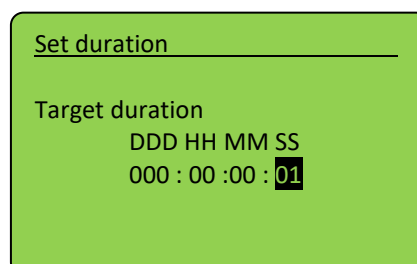 Set duration
Target duration
DDD HH MM SS
000 : 00 :00 : 01